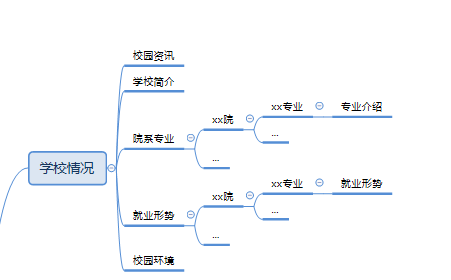 校园资讯
学校简介
xx专业
专业介绍
xx院
...
院系专业
...
学校情况
xx专业
就业形势
xx院
...
就业形势
...
校园环境